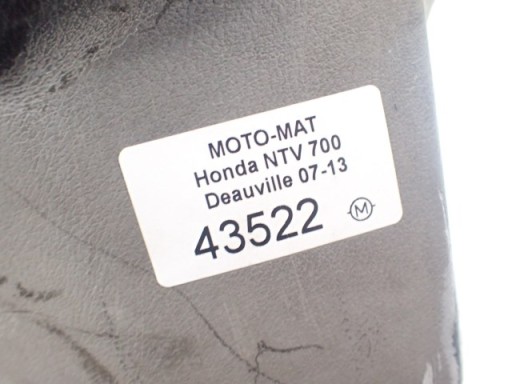 MOTO-MAT
Honda NTV 700
Deauville 07-13
43522 M